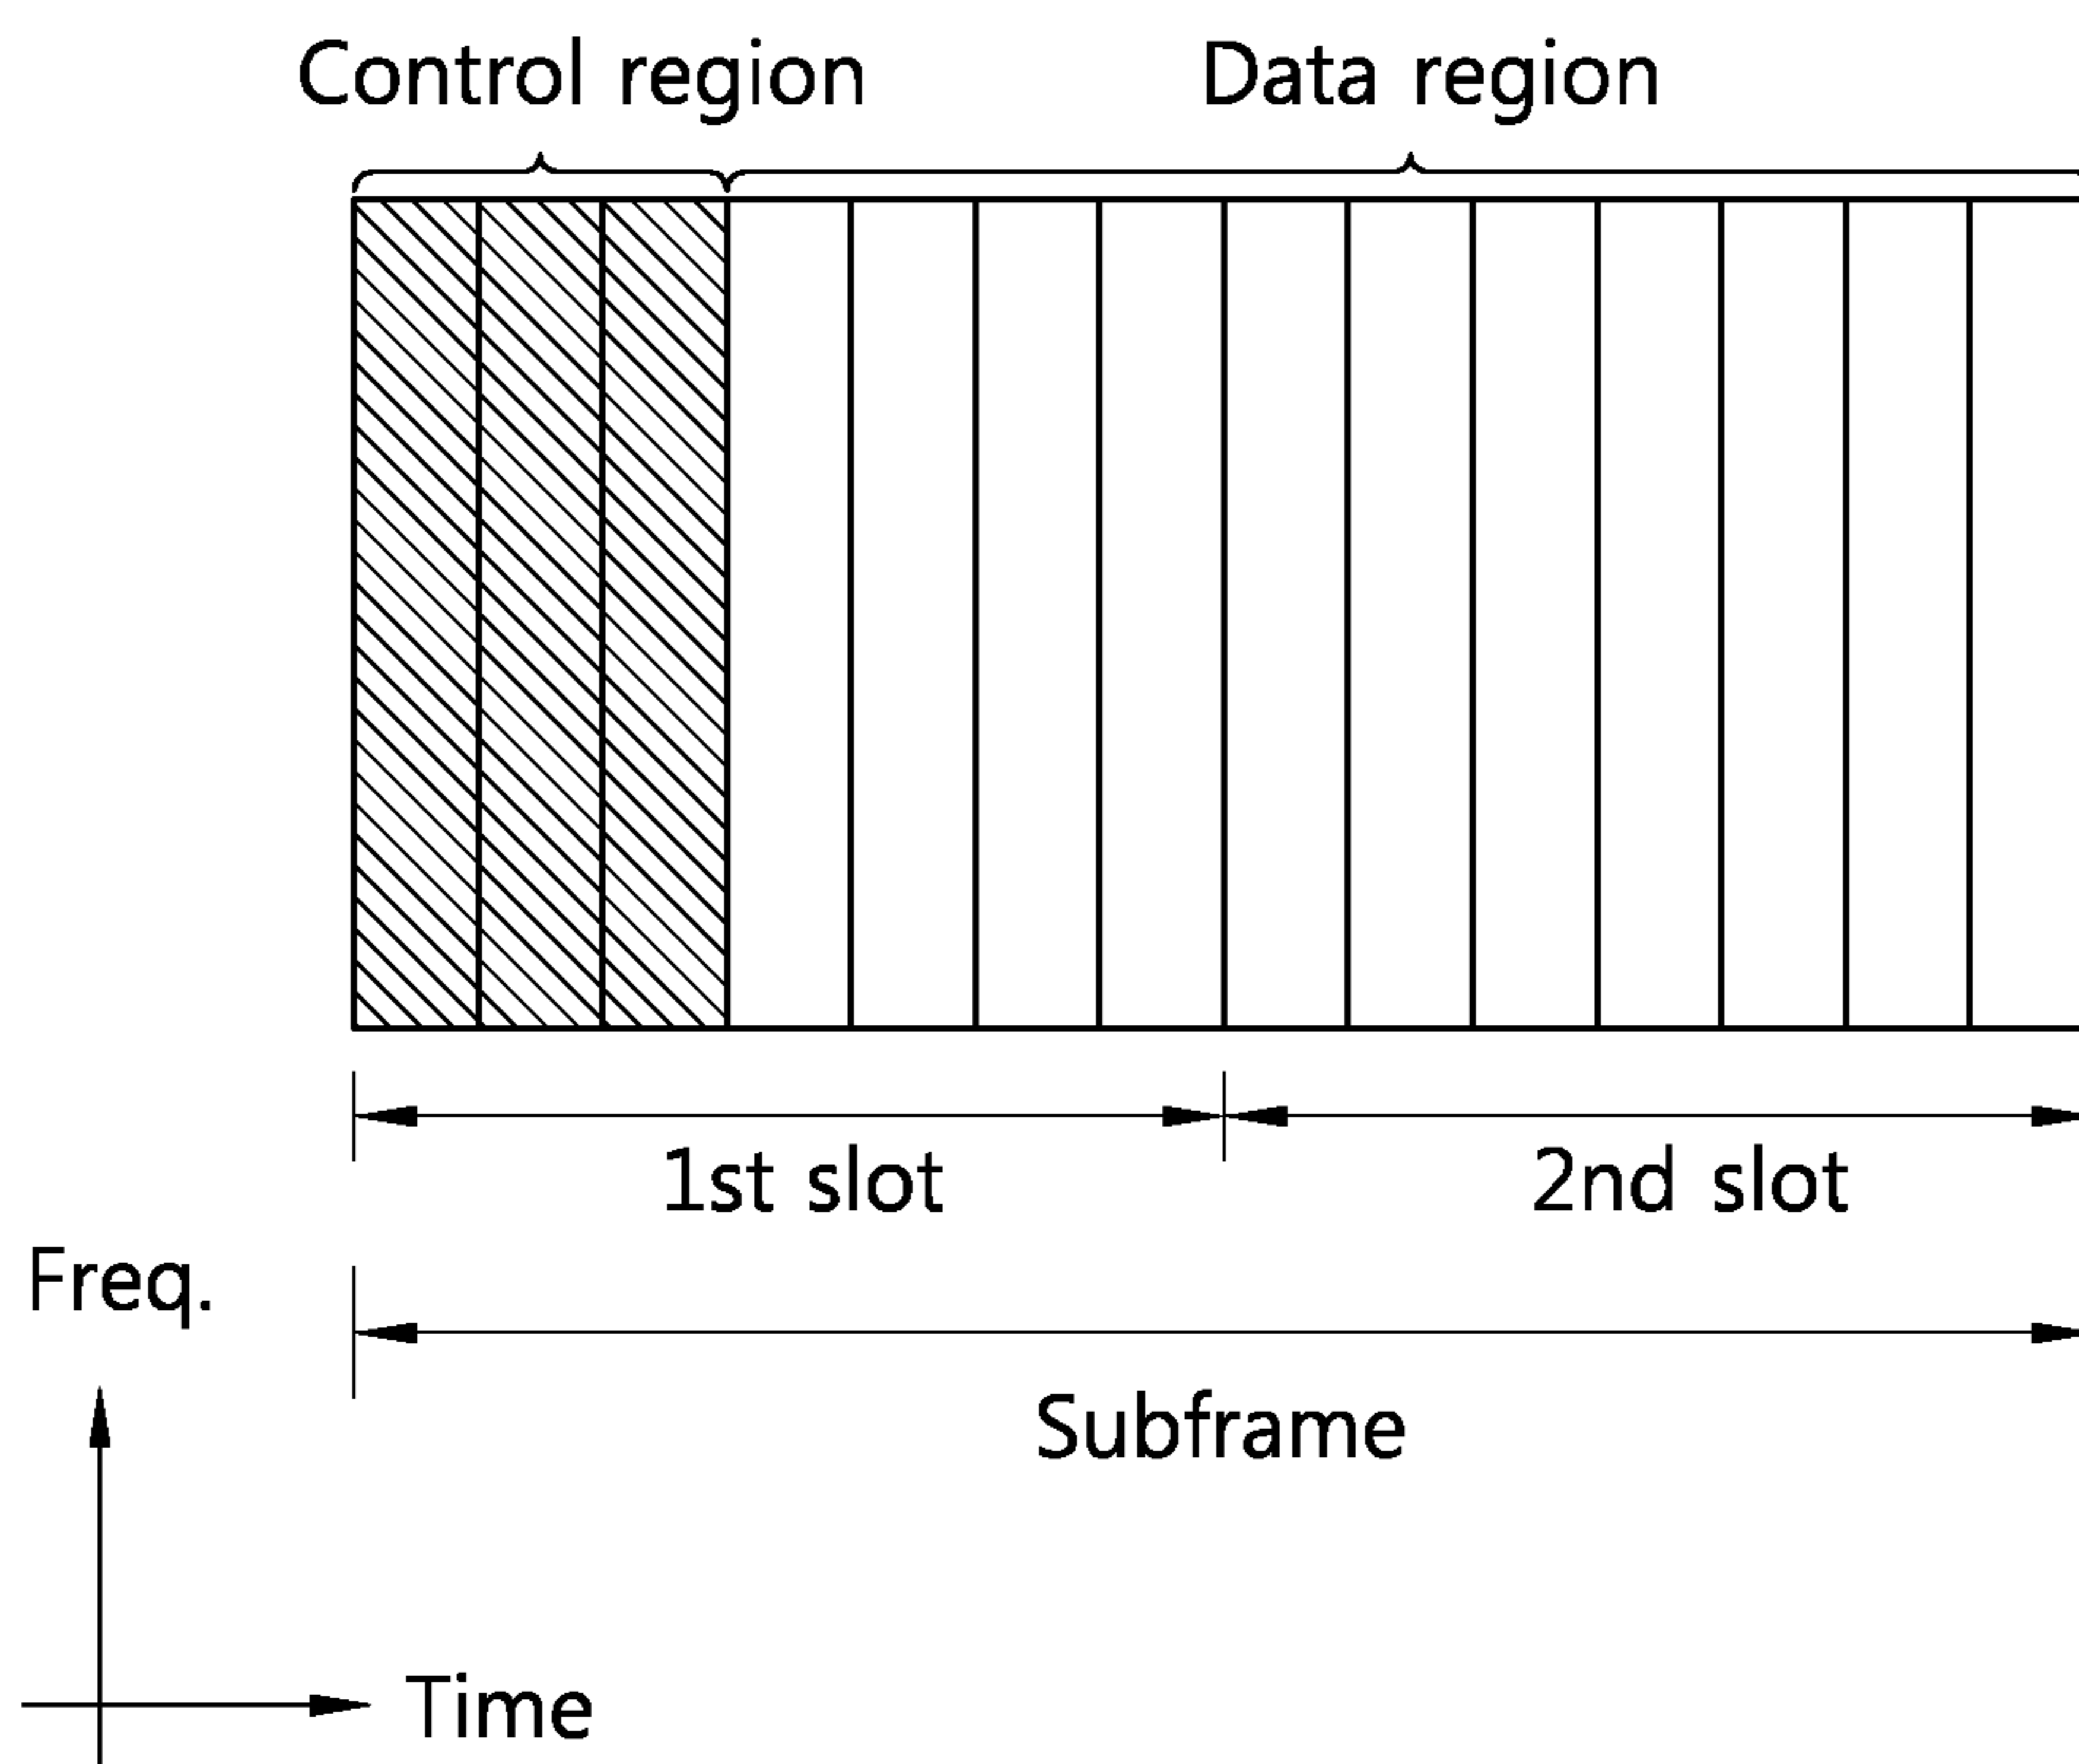 Control region
Data region
1st slot
2nd slot
Freq.
Subframe
Time